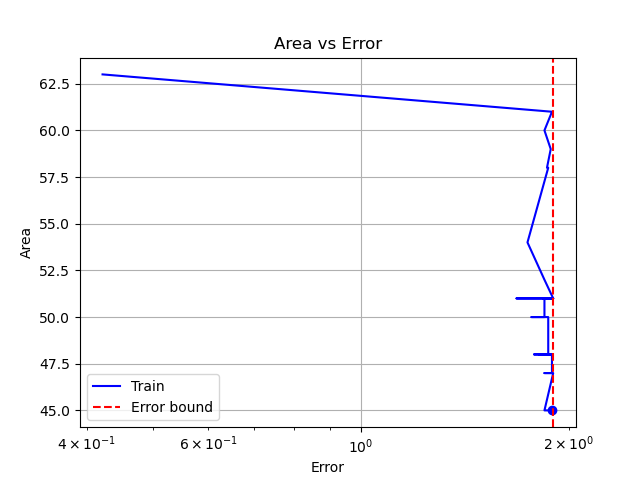 Area vs Error
Area
62.5
60.0
57.5
55.0
52.5
50.0
47.5
45.0
Train
Error bound
4 × 10⁻¹
6 × 10⁻¹
10⁰
2 × 10⁰
Error